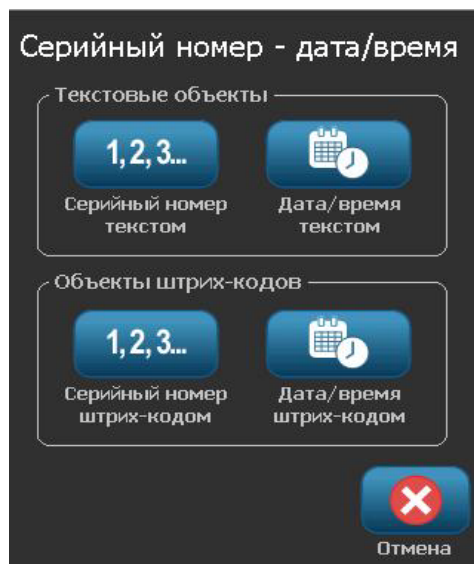 Серийный номер - дата/время
Текстовые объекты
1, 2, 3...
Серийный номер
текстом
Дата/время
текстом
Объекты штрих-кодов
1, 2, 3...
Серийный номер
штрих-кодом
Дата/время
штрих-кодом
Отмена